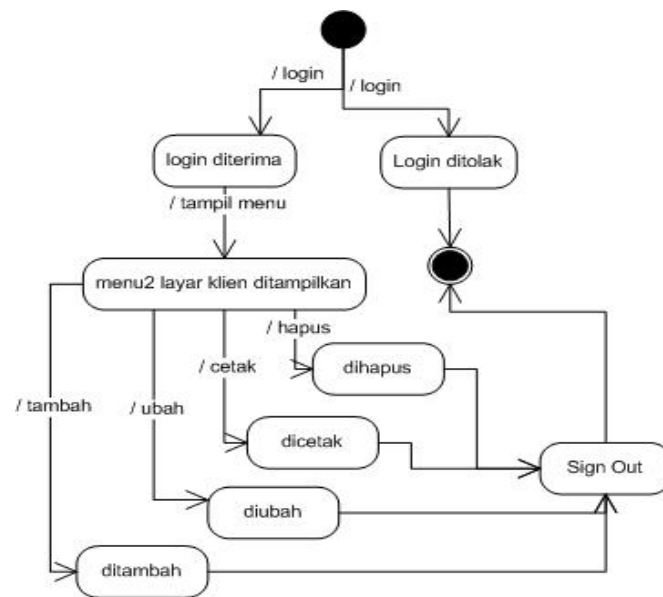 / login
/ login
login diterima
Login ditolak
/ tampil menu
menu2 layar klien ditampilkan
/ hapus
/ cetak
dihapus
/ tambah
/ ubah
dicetak
Sign Out
diubah
ditambah